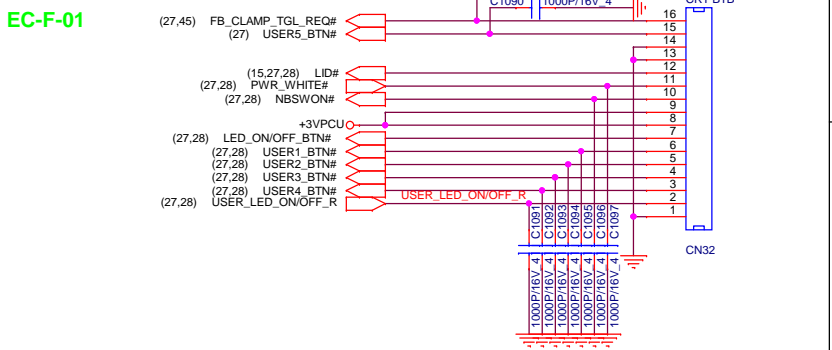 EC-F-01
C1090
1000P/16V_4
(27,45) FB_CLAMP_TGL_REQ#
16
(27) USER5_BTN#
15
14
13
(15,27,28) LID#
12
(27,28) PWR_WHITE#
11
(27,28) NBSWON#
10
9
+3VPCU
8
(27,28) LED_ON/OFF_BTN#
7
(27,28) USER1_BTN#
6
(27,28) USER2_BTN#
5
(27,28) USER3_BTN#
4
(27,28) USER4_BTN#
3
(27,28) USER_LED_ON/OFF_R
USER_LED_ON/OFF_R
2
1
CN32
C1091
C1092
C1093
C1094
C1095
C1096
C1097
1000P/16V_4
1000P/16V_4
1000P/16V_4
1000P/16V_4
1000P/16V_4
1000P/16V_4
1000P/16V_4